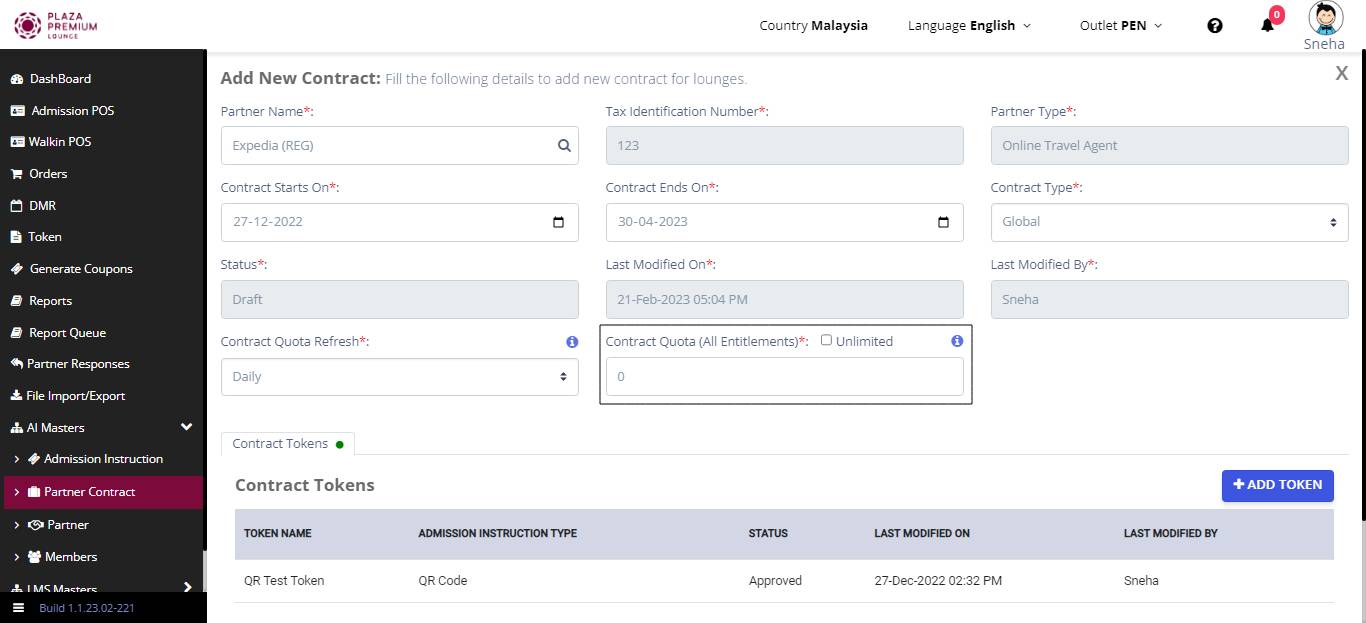 PLAZA
PREMIUM
LOUNGE
Country Malaysia
Language English
Outlet PEN
?
0
Sneha
DashBoard
Admission POS
Walkin POS
Orders
DMR
Token
Generate Coupons
Reports
Report Queue
Partner Responses
File Import/Export
AI Masters
Admission Instruction
Partner Contract
Partner
Members
LMS Masters
Build 1.1.23.02-221
Add New Contract: Fill the following details to add new contract for lounges.
X
Partner Name*: Tax Identification Number*: Partner Type*:
Expedia (REG) 123 Online Travel Agent
Contract Starts On*: Contract Ends On*: Contract Type*:
27-12-2022 30-04-2023 Global
Status*: Last Modified On*: Last Modified By*:
Draft 21-Feb-2023 05:04 PM Sneha
Contract Quota Refresh*: Contract Quota (All Entitlements)*: Unlimited
Daily 0
Contract Tokens
Contract Tokens
+ ADD TOKEN
TOKEN NAME ADMISSION INSTRUCTION TYPE STATUS LAST MODIFIED ON LAST MODIFIED BY
QR Test Token QR Code Approved 27-Dec-2022 02:32 PM Sneha